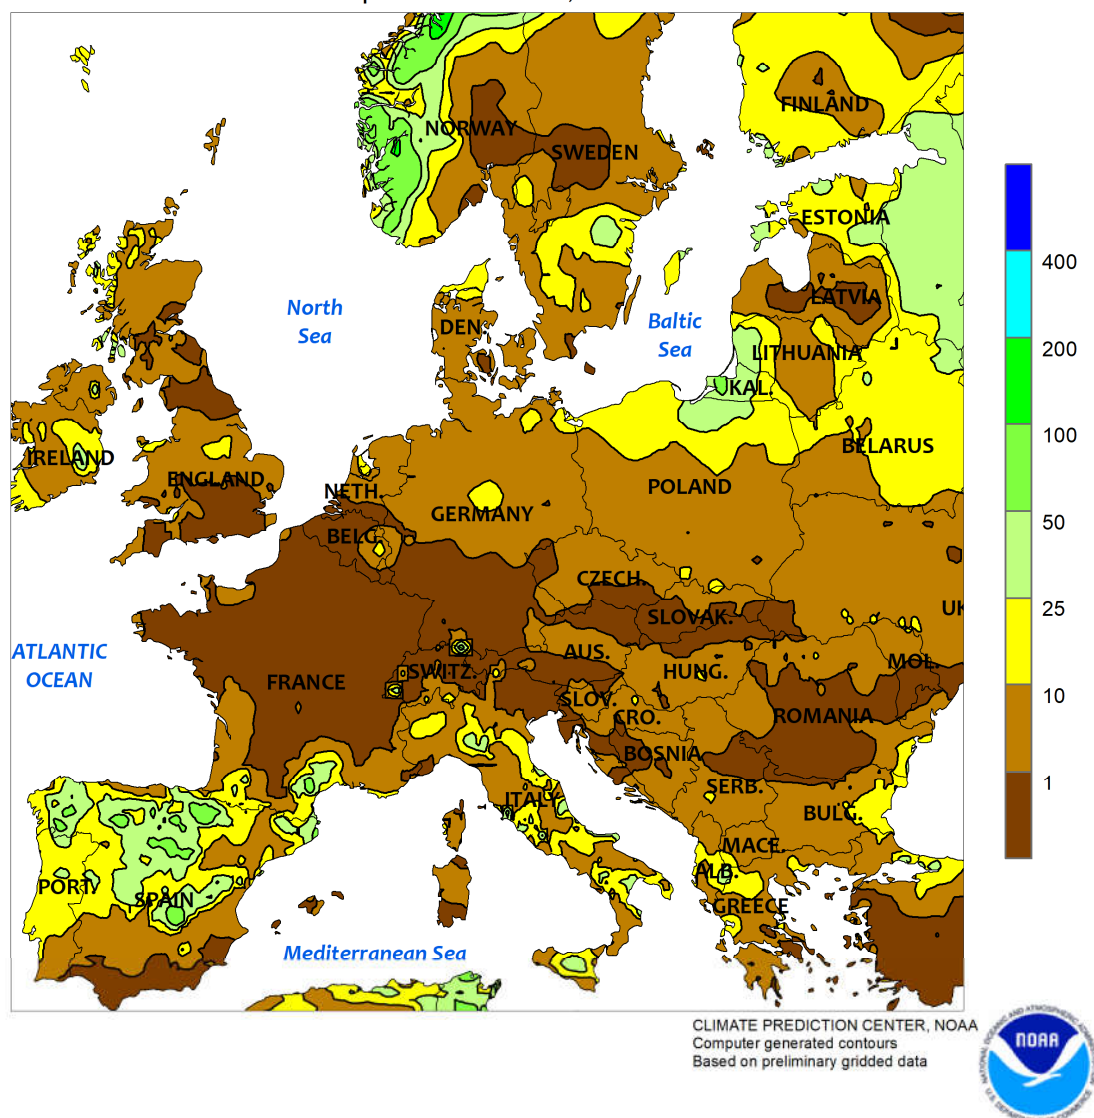 NORWAY
FINLAND
SWEDEN
ESTONIA
North
Sea
Baltic
Sea
LATVIA
DEN.
LITHUANIA
KAL.
IRELAND
ENGLAND
BELARUS
NETH.
POLAND
GERMANY
BELG.
CZECH.
SLOVAK.
UK
ATLANTIC
OCEAN
AUS.
MOL.
FRANCE
SWITZ.
HUNG.
SLOV.
CRO.
ROMANIA
BOSNIA
SERB.
ITALY
BULG.
MACE.
PORT.
SPAIN
ALB.
GREECE
Mediterranean Sea
400
200
100
50
25
10
1
CLIMATE PREDICTION CENTER, NOAA
Computer generated contours
Based on preliminary gridded data
NOAA